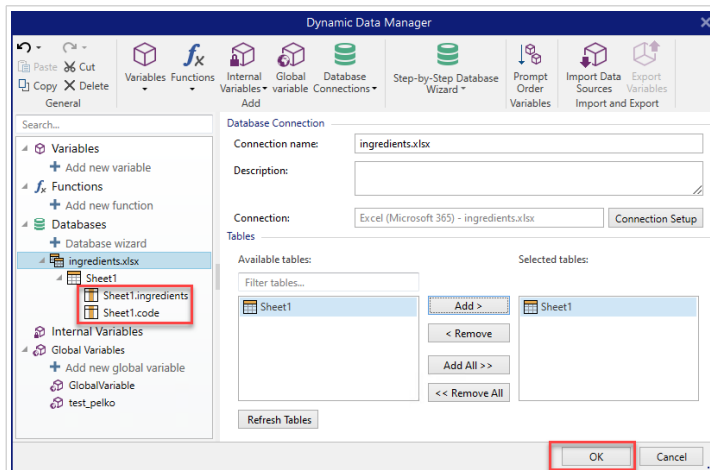 Dynamic Data Manager
Paste Cut
Copy Delete
General
Variables Functions
Internal Variables
Global variable
Database Connections
Add
Step-by-Step Database Wizard
Prompt Order
Variables
Import Data Sources
Export Variables
Import and Export
Search...
Variables
Add new variable
Functions
Add new function
Databases
Database wizard
ingredients.xlsx
Sheet1
Sheet1.ingredients
Sheet1.code
Internal Variables
Global Variables
Add new global variable
GlobalVariable
test_pelko
Database Connection
Connection name: ingredients.xlsx
Description:
Connection: Excel (Microsoft 365) - ingredients.xlsx Connection Setup
Tables
Available tables: Selected tables:
Filter tables...
Sheet1 Add > Sheet1
< Remove
Add All >>
<< Remove All
Refresh Tables
OK Cancel